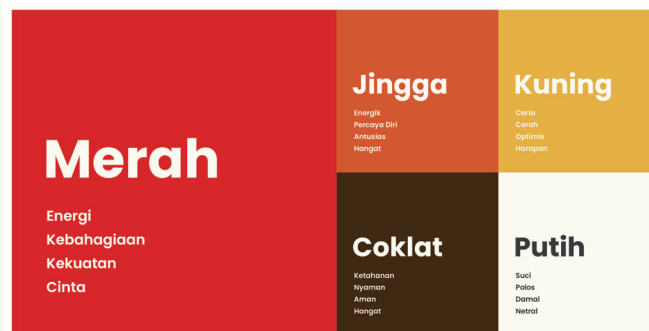 Merah
Energi
Kebahagiaan
Kekuatan
Cinta
Jingga
Energik
Percaya Diri
Antusias
Hangat
Kuning
Ceria
Cerah
Optimis
Harapan
Coklat
Ketahanan
Nyaman
Aman
Hangat
Putih
Suci
Polos
Damai
Netral